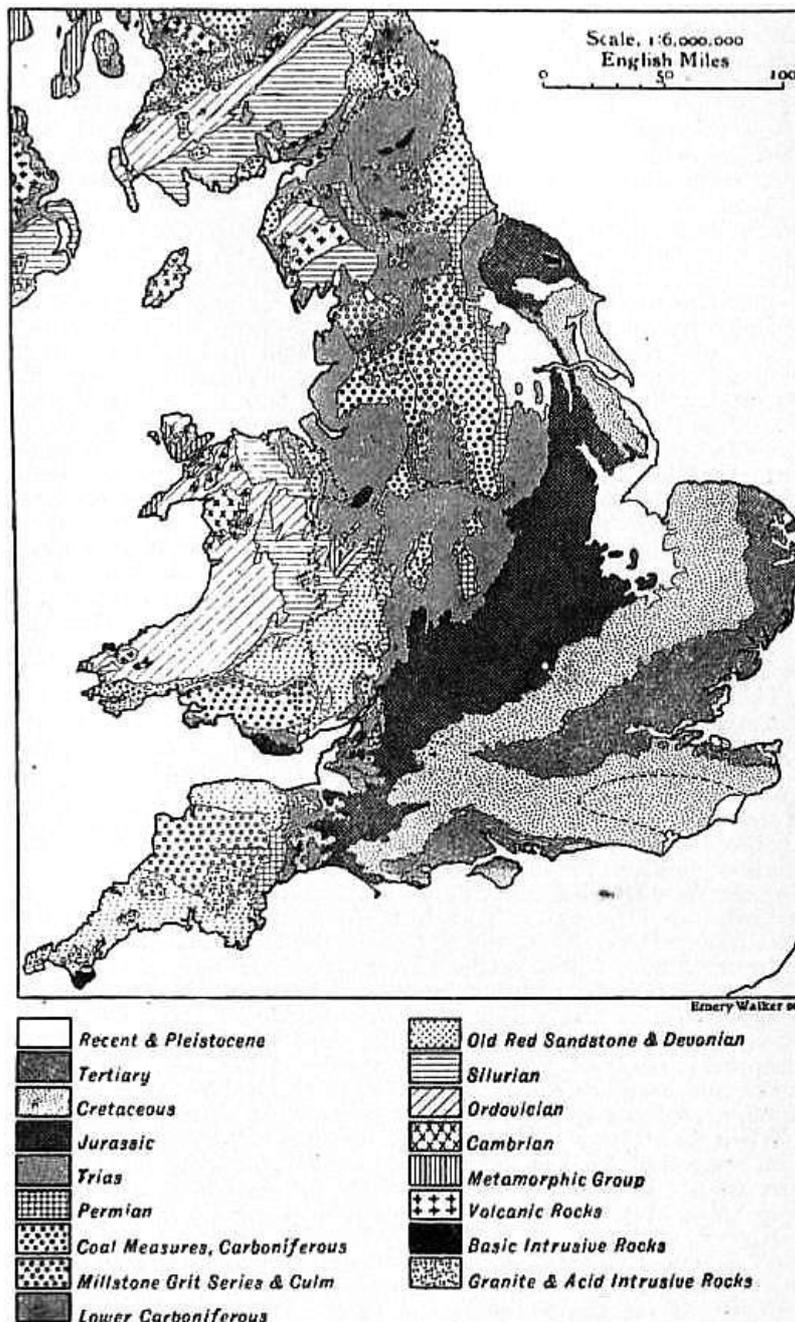 Scale, 1:6,000,000
English Miles
0 50 100
Emery Walker
Recent & Pleistocene
Tertiary
Cretaceous
Jurassic
Trias
Permian
Coal Measures, Carboniferous
Millstone Grit Series & Culm
Lower Carboniferous
Old Red Sandstone & Devonian
Silurian
Ordovician
Cambrian
Metamorphic Group
Volcanic Rocks
Basic Intrusive Rocks
Granite & Acid Intrusive Rocks